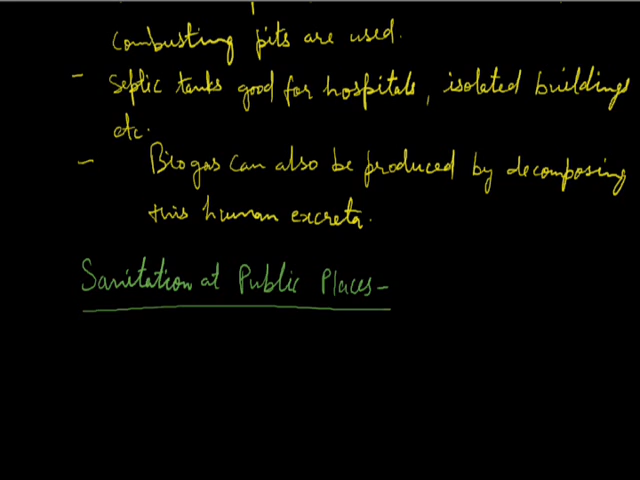 combusting pits are used.
- Septic tanks good for hospitals, isolated buildings
etc.
- Biogas can also be produced by decomposing
this human excreta.
Sanitation at Public Places-